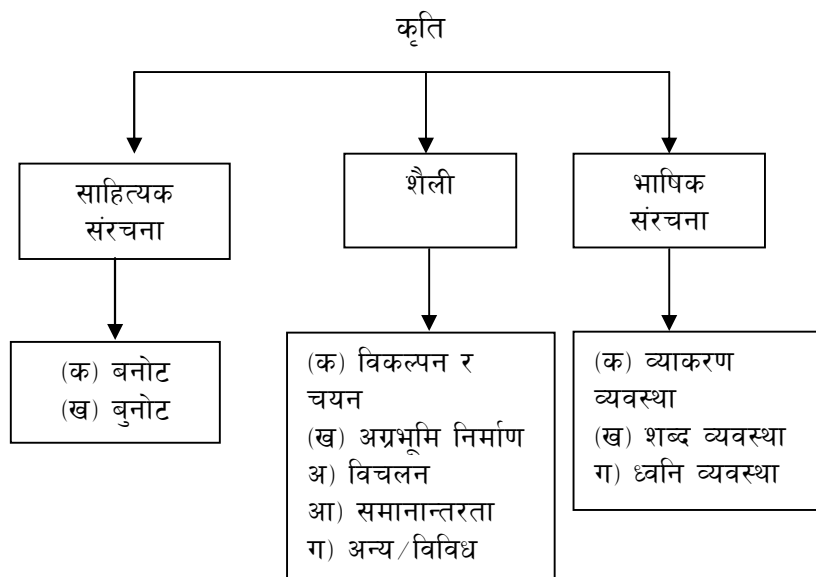 कृति
साहित्यक
संरचना
शैली
भाषिक
संरचना
(क) बनोट
(ख) बुनोट
(क) विकल्पन र
चयन
(ख) अग्रभूमि निर्माण
अ) विचलन
आ) समानान्तरता
ग) अन्य/विविध
(क) व्याकरण
व्यवस्था
(ख) शब्द व्यवस्था
ग) ध्वनि व्यवस्था